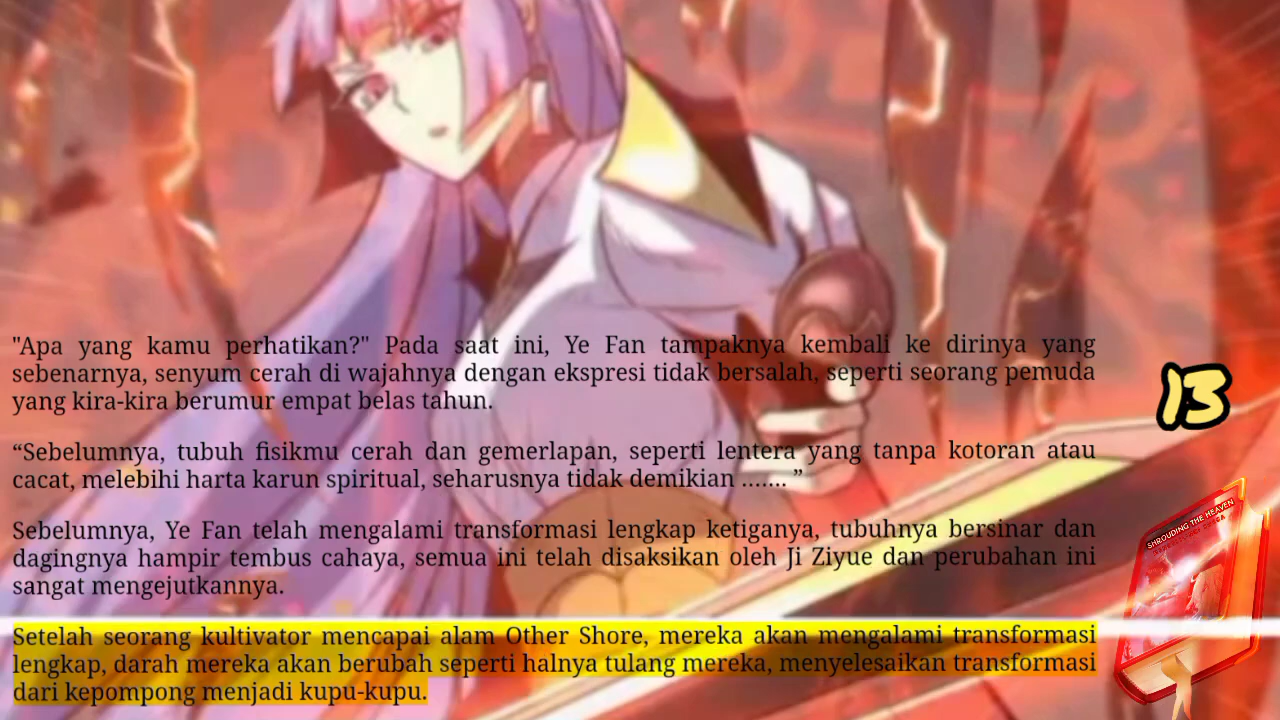 "Apa yang kamu perhatikan?" Pada saat ini, Ye Fan tampaknya kembali ke dirinya yang
sebenarnya, senyum cerah di wajahnya dengan ekspresi tidak bersalah, seperti seorang pemuda
yang kira-kira berumur empat belas tahun.
“Sebelumnya, tubuh fisikmu cerah dan gemerlapan, seperti lentera yang tanpa kotoran atau
cacat, melebihi harta karun spiritual, seharusnya tidak demikian ....... ”
Sebelumnya, Ye Fan telah mengalami transformasi lengkap ketiganya, tubuhnya bersinar dan
dagingnya hampir tembus cahaya, semua ini telah disaksikan oleh Ji Ziyue dan perubahan ini
sangat mengejutkannya.
Setelah seorang kultivator mencapai alam Other Shore, mereka akan mengalami transformasi
lengkap, darah mereka akan berubah seperti halnya tulang mereka, menyelesaikan transformasi
dari kepompong menjadi kupu-kupu.
13
SHROUDING THE HEAVEN